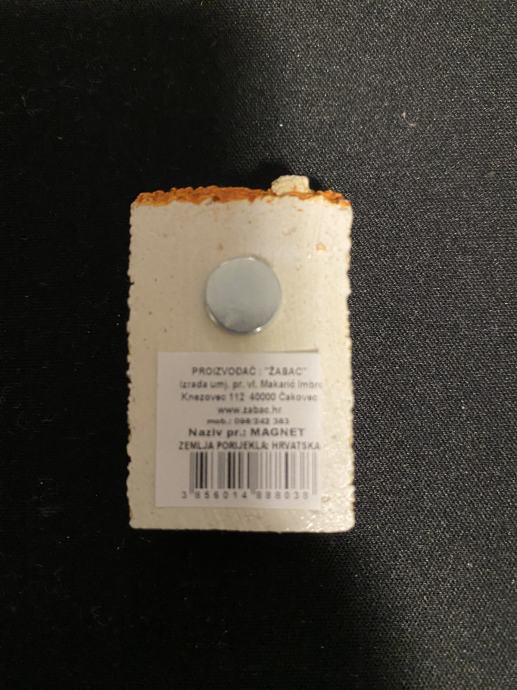 PROIZVOĐAČ : "ŽABAC"
Izrada umj. pr. vl. Makarić Imbro
Knezovec 112 40000 Čakovec
www.zabac.hr
mob.: 098/342 383
Naziv pr.: MAGNET
ZEMLJA PORIJEKLA: HRVATSKA
3 856014 888038